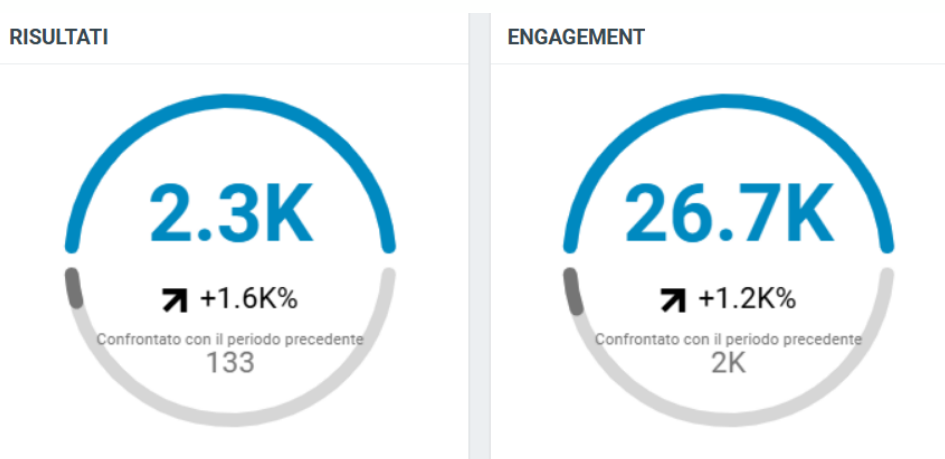 RISULTATI
2.3K
+1.6K%
Confrontato con il periodo precedente
133
ENGAGEMENT
26.7K
+1.2K%
Confrontato con il periodo precedente
2K